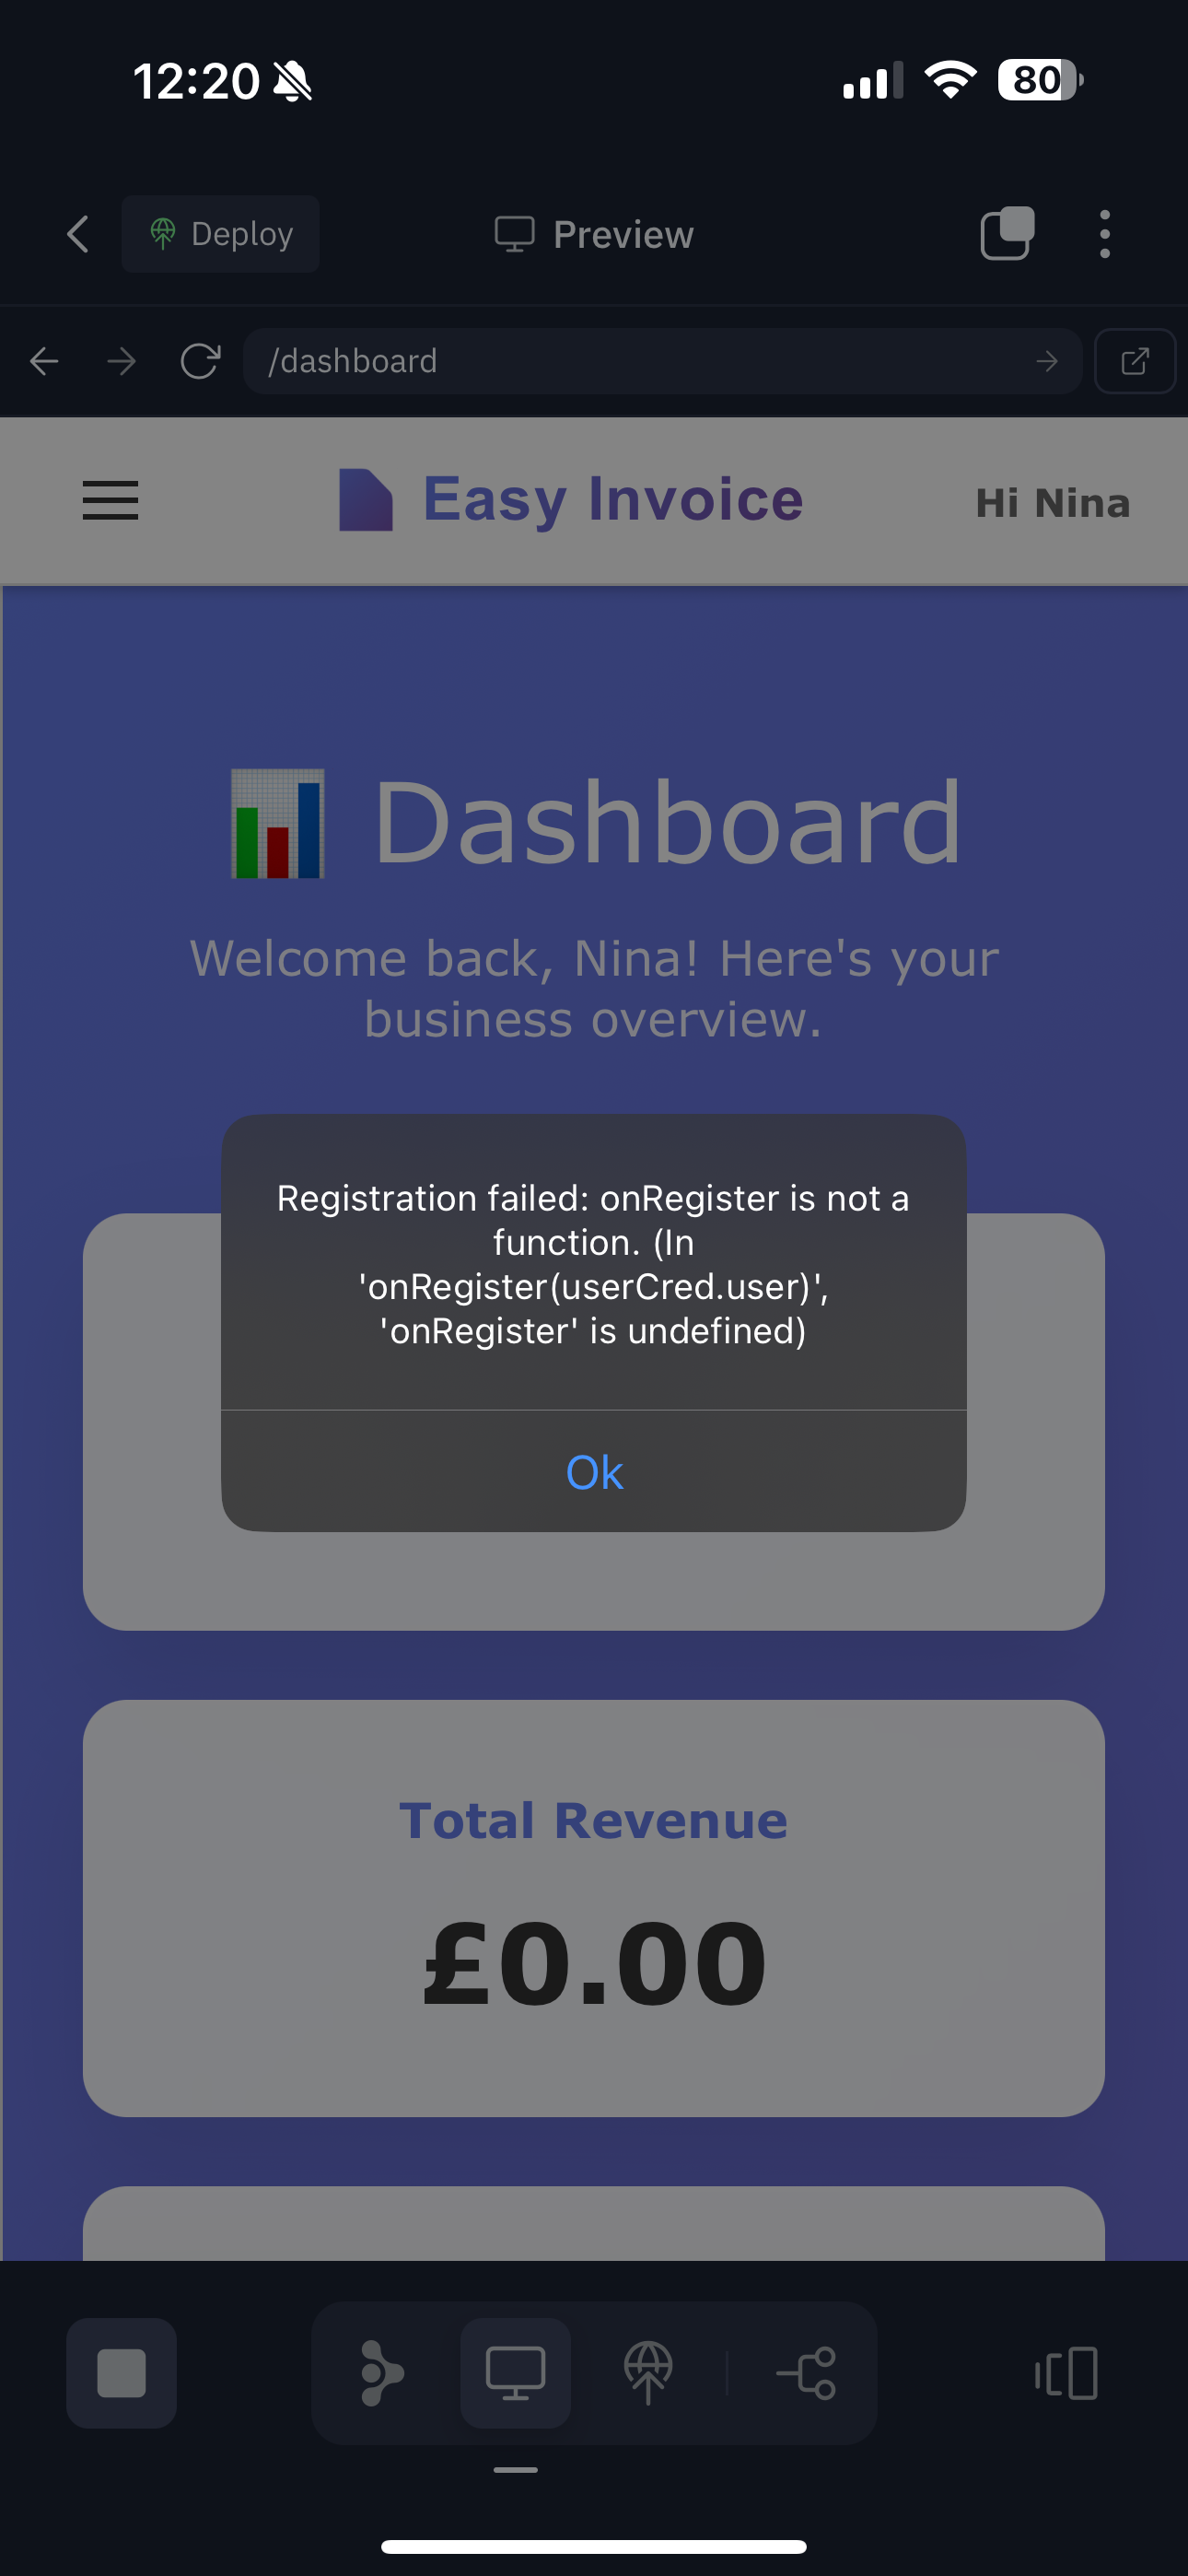 12:20
80
Deploy
Preview
/dashboard
Easy Invoice
Hi Nina
Dashboard
Welcome back, Nina! Here's your
business overview.
Registration failed: onRegister is not a
function. (In
'onRegister(userCred.user)',
'onRegister' is undefined)
Ok
Total Revenue
£0.00